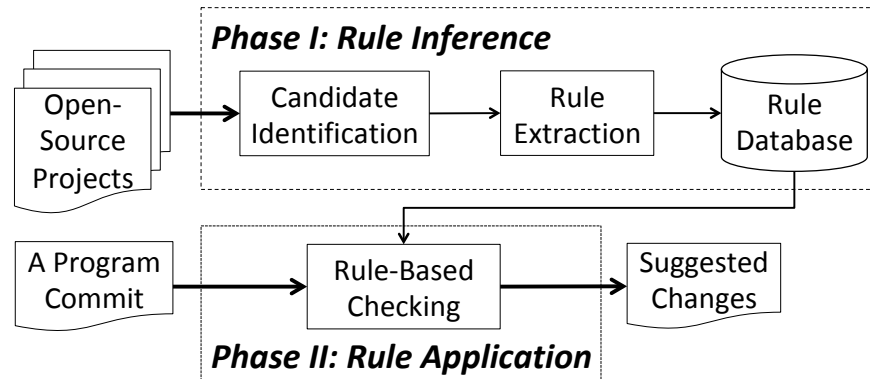 Phase I: Rule Inference
Open-
Source
Projects
Candidate
Identification
Rule
Extraction
Rule
Database
A Program
Commit
Rule-Based
Checking
Suggested
Changes
Phase II: Rule Application